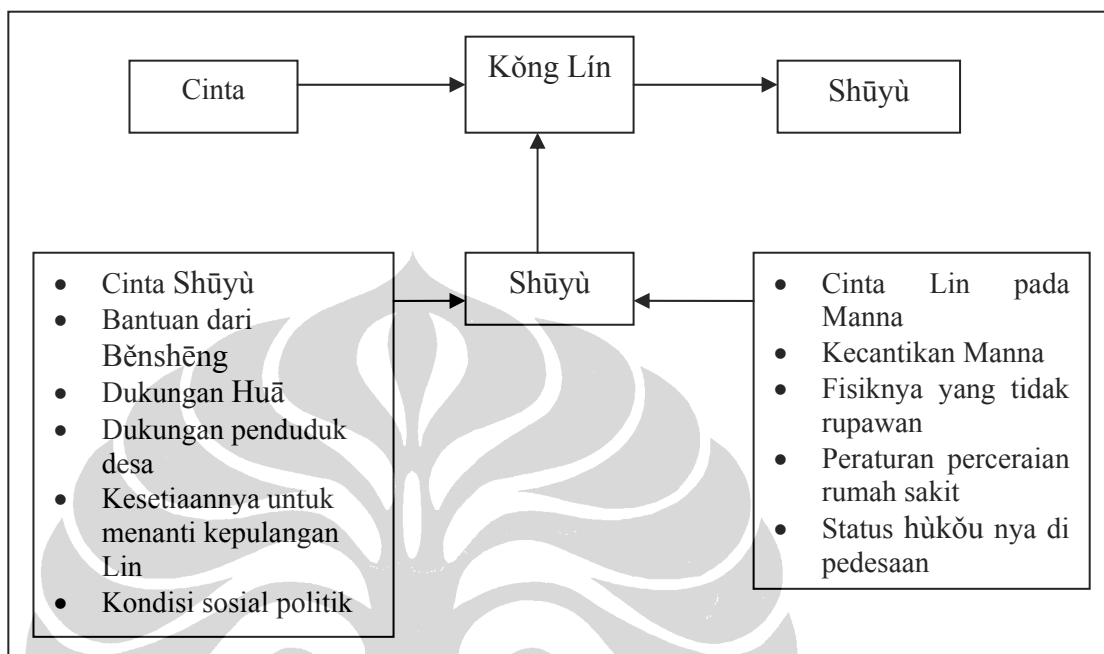 Cinta
Kǒng Lín
Shūyù
Shūyù
• Cinta Shūyù
• Bantuan dari
Běnshēng
• Dukungan Huā
• Dukungan penduduk
desa
• Kesetiaannya untuk
menanti kepulangan
Lin
• Kondisi sosial politik
• Cinta Lin pada
Manna
• Kecantikan Manna
• Fisiknya yang tidak
rupawan
• Peraturan perceraian
rumah sakit
• Status hùkǒu nya di
pedesaan